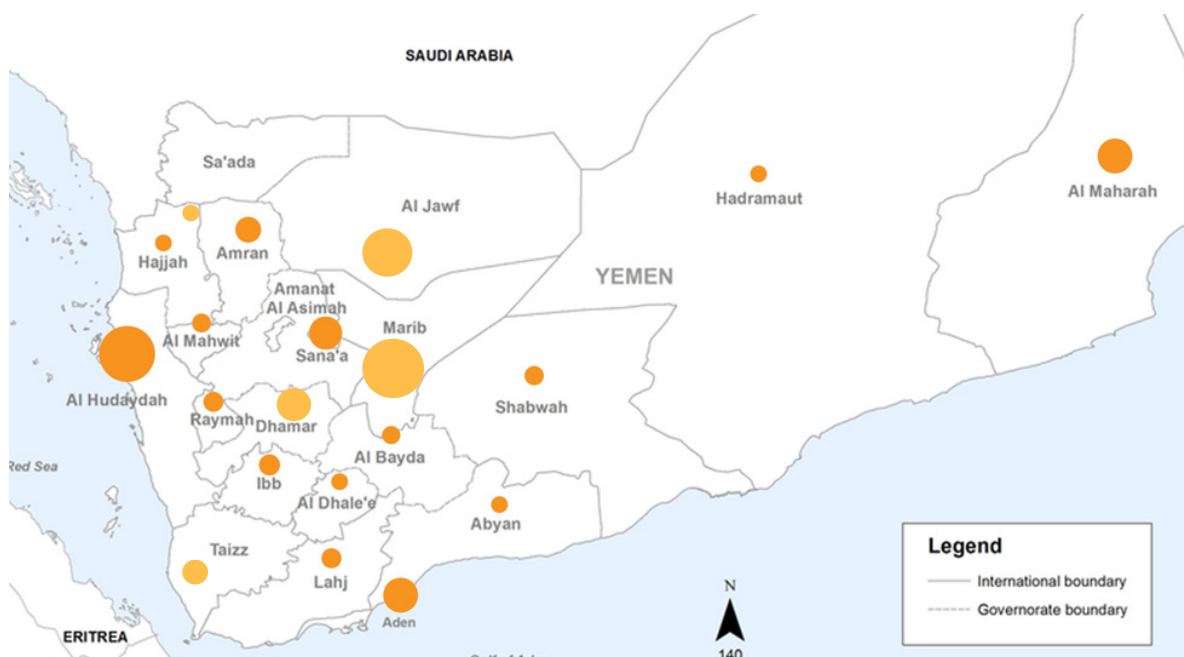 SAUDI ARABIA
Sa'ada
Al Jawf
Hadramaut
Al Maharah
Hajjah
Amran
YEMEN
Amanat
Al Asimah
Marib
Al Mahwit
Sana'a
Al Hudaydah
Raymah
Dhamar
Shabwah
Al Bayda
Red Sea
Ibb
Al Dhale'e
Abyan
Taizz
Lahj
Aden
ERITREA
Legend
International boundary
Governorate boundary
N
140